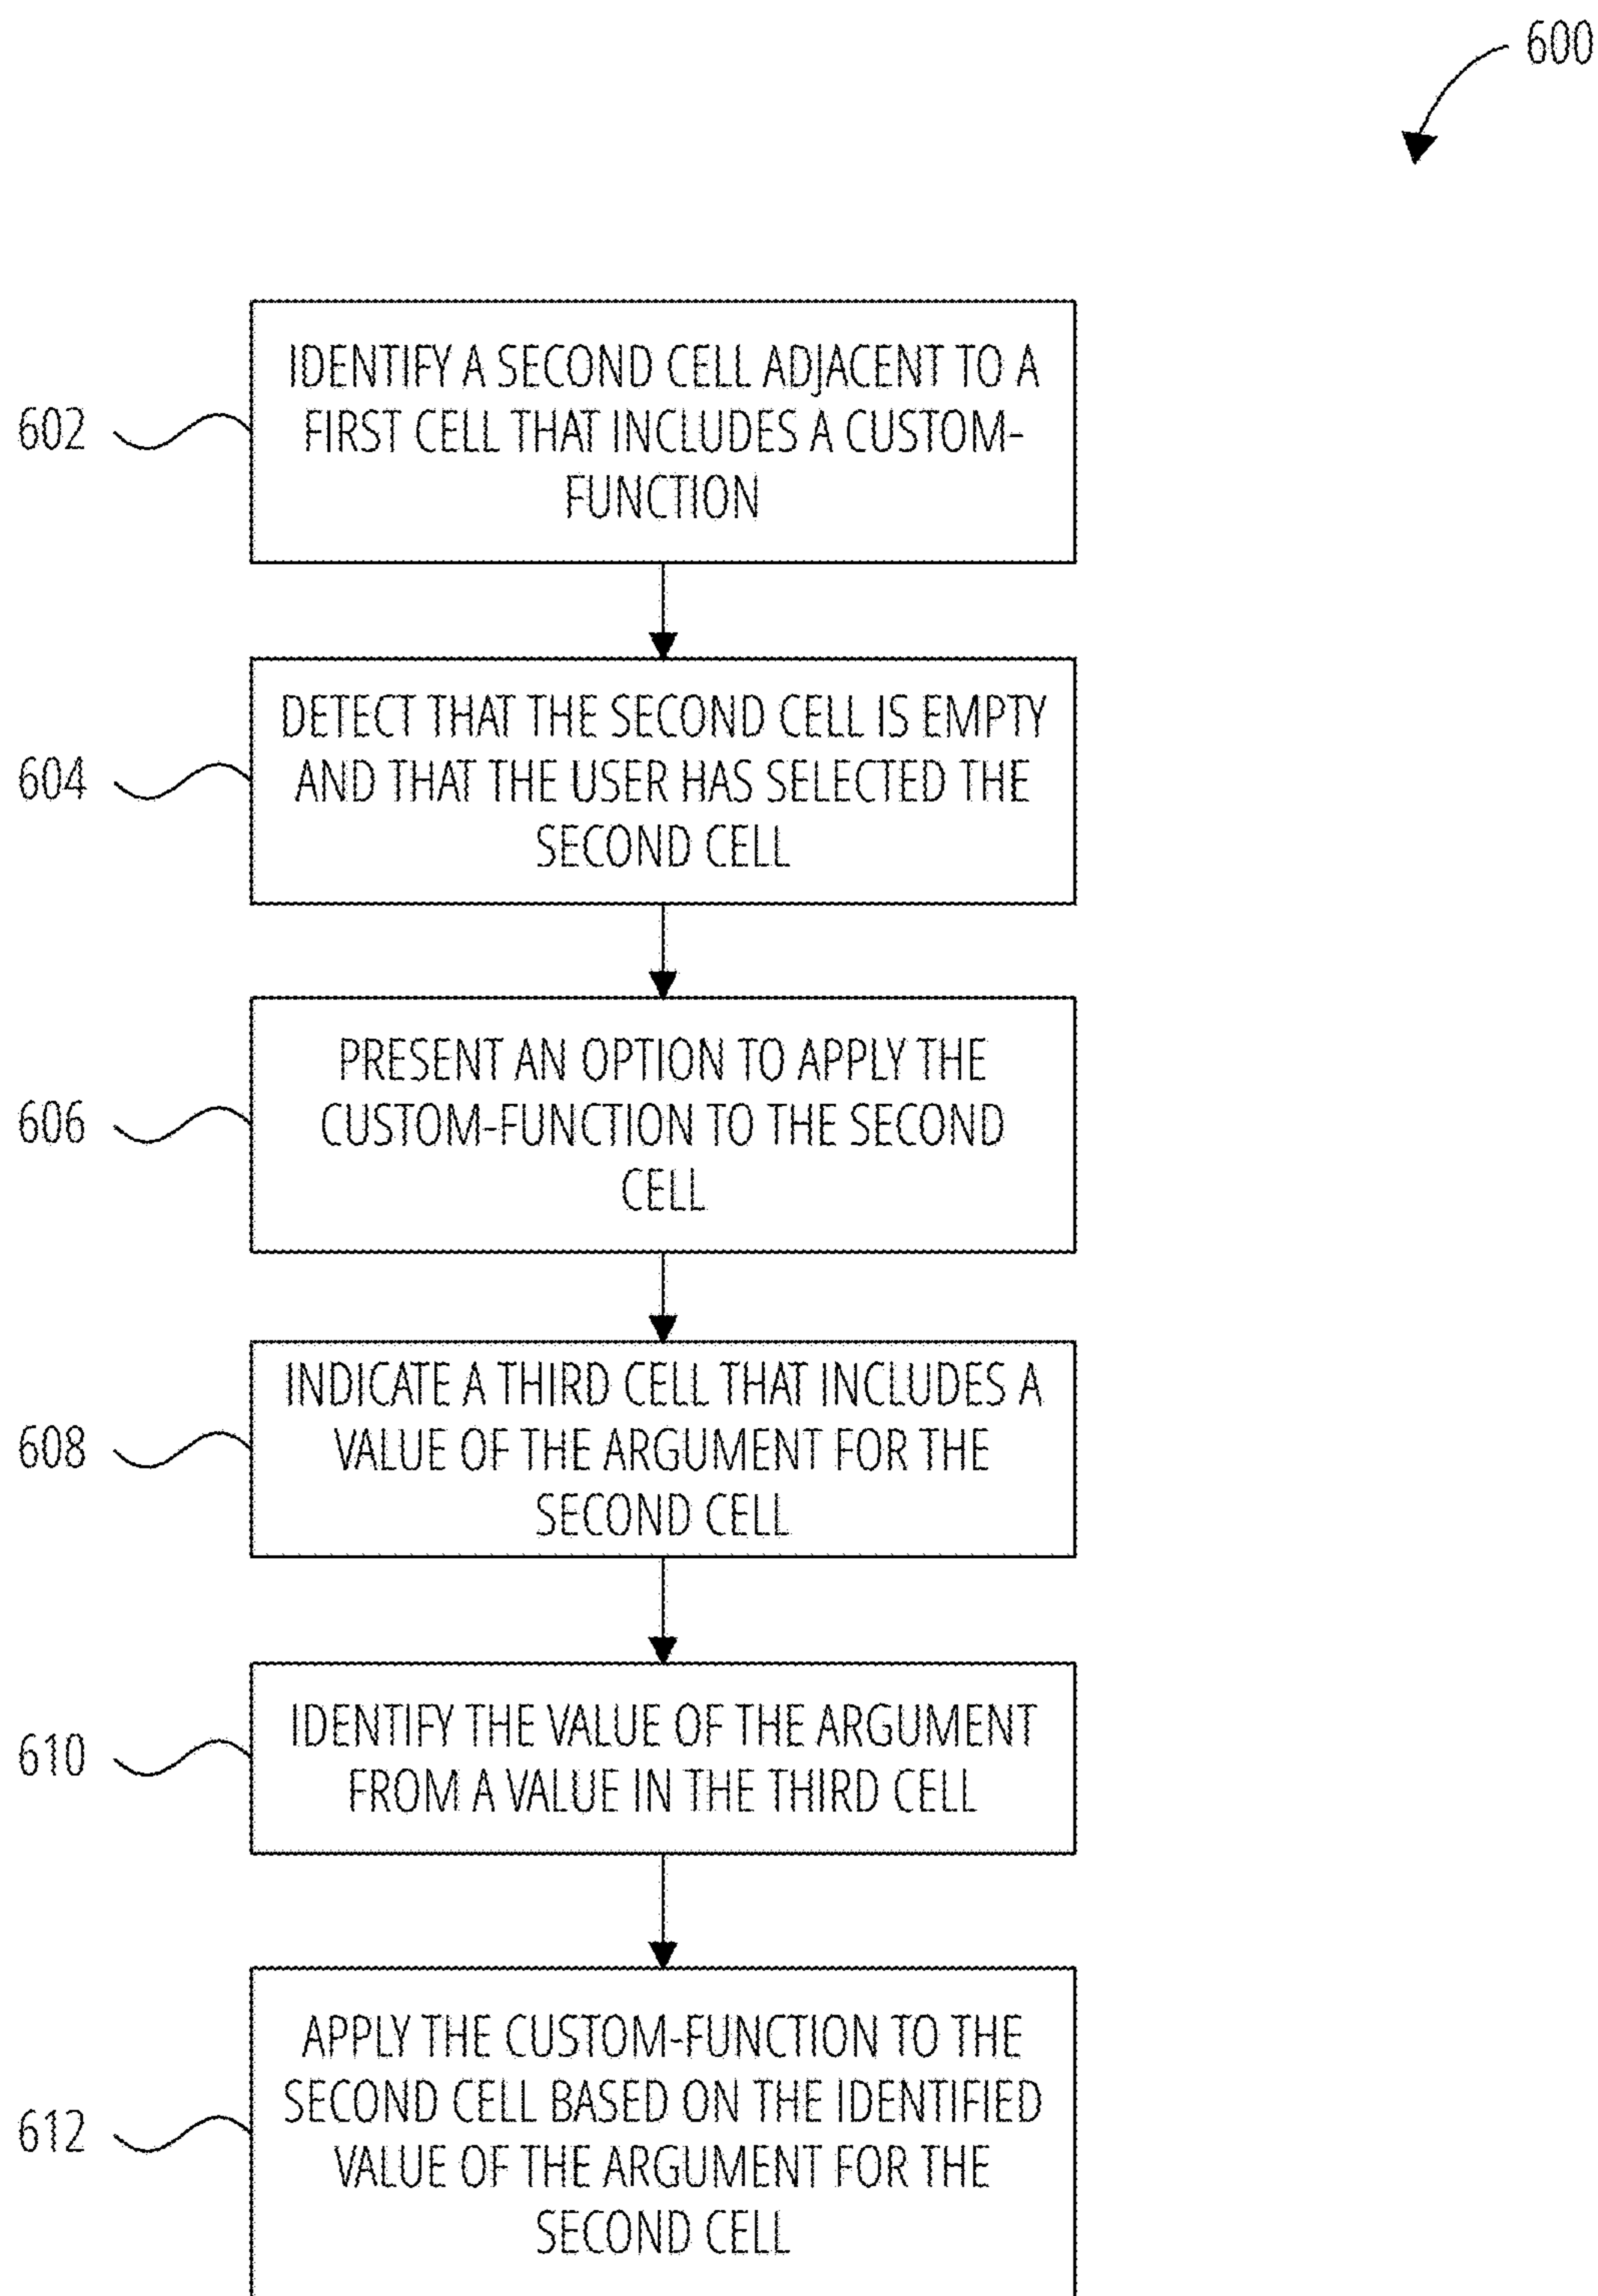 600
602
IDENTIFY A SECOND CELL ADJACENT TO A
FIRST CELL THAT INCLUDES A CUSTOM-
FUNCTION
604
DETECT THAT THE SECOND CELL IS EMPTY
AND THAT THE USER HAS SELECTED THE
SECOND CELL
606
PRESENT AN OPTION TO APPLY THE
CUSTOM-FUNCTION TO THE SECOND
CELL
608
INDICATE A THIRD CELL THAT INCLUDES A
VALUE OF THE ARGUMENT FOR THE
SECOND CELL
610
IDENTIFY THE VALUE OF THE ARGUMENT
FROM A VALUE IN THE THIRD CELL
612
APPLY THE CUSTOM-FUNCTION TO THE
SECOND CELL BASED ON THE IDENTIFIED
VALUE OF THE ARGUMENT FOR THE
SECOND CELL